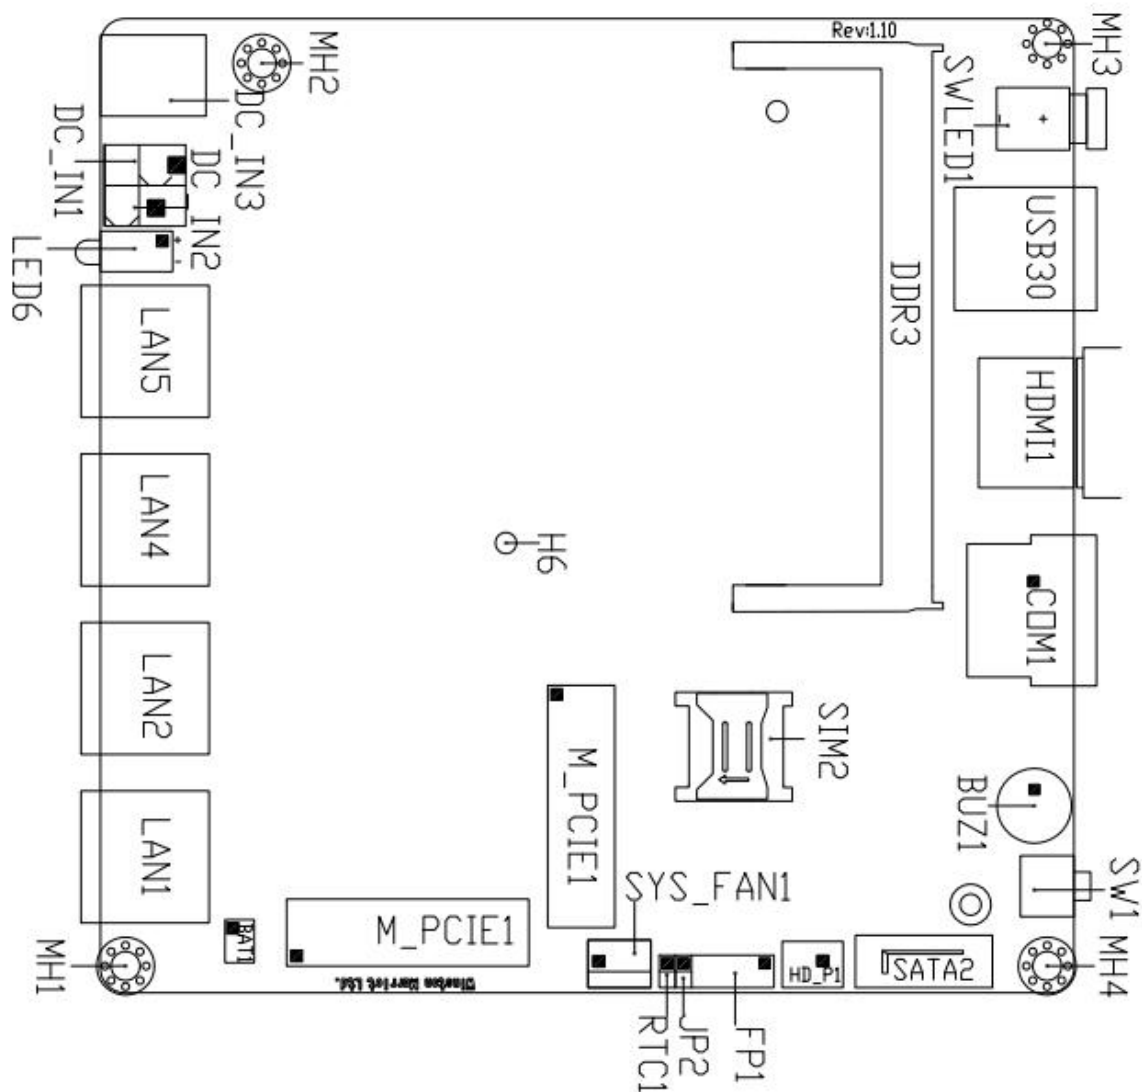 Rev:1.10
MH2
MH3
SWLED1
DC_IN3
DC_IN1
DC_IN2
LED6
+
-
-
+
USB30
DDR3
LAN5
HDMI1
LAN4
H6
COM1
LAN2
SIM2
M_PCIE1
BUZ1
LAN1
SYS_FAN1
SW1
M_PCIE1
BAT1
MH1
HD_P1
SATA2
MH4
RTC1
JP2
FP1